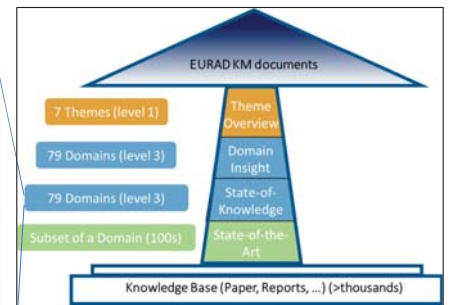 EURAD KM documents
7 Themes (level 1)
Theme
Overview
79 Domains (level 3)
Domain
Insight
79 Domains (level 3)
State-of-
Knowledge
Subset of a Domain (100s)
State-of-the-
Art
Knowledge Base (Paper, Reports, ...) (>thousands)